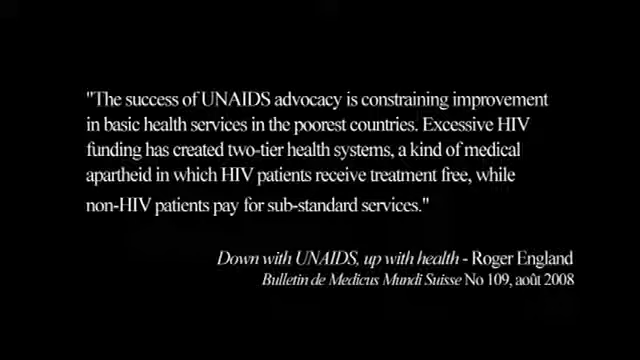 "The success of UNAIDS advocacy is constraining improvement
in basic health services in the poorest countries. Excessive HIV
funding has created two-tier health systems, a kind of medical
apartheid in which HIV patients receive treatment free, while
non-HIV patients pay for sub-standard services."
Down with UNAIDS, up with health - Roger England
Bulletin de Medicus Mundi Suisse No 109, août 2008